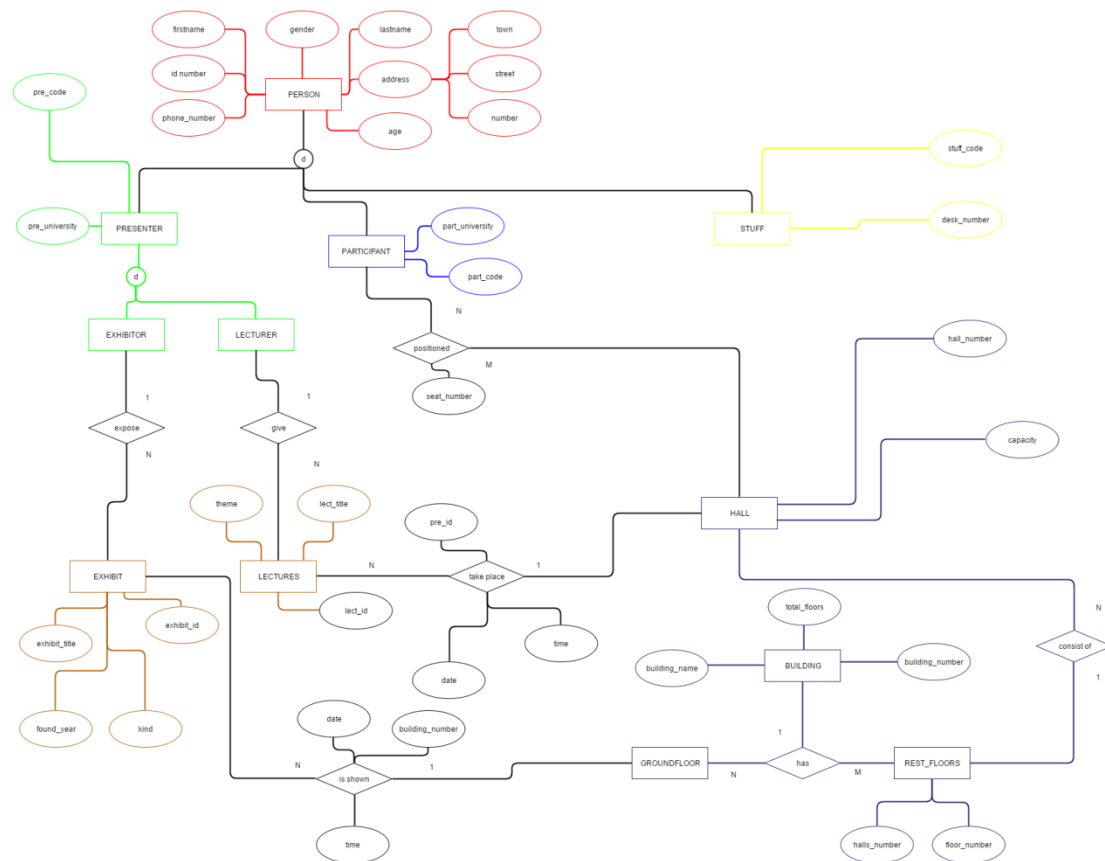 firstname
gender
lastname
town
id number
address
street
pre_code
PERSON
phone_number
number
age
stuff_code
d
pre_university
PRESENTER
part_university
desk_number
STUFF
PARTICIPANT
part_code
d
N
EXHIBITOR
LECTURER
hall_number
positioned
M
seat_number
1
1
expose
give
capacity
N
N
theme
lect_title
pre_id
HALL
EXHIBIT
LECTURES
N
take place
1
total_floors
N
lect_id
exhibit_id
exhibit_title
time
consist of
building_name
BUILDING
building_number
date
1
date
building_number
found_year
kind
1
N
is shown
1
GROUNDFLOOR
N
has
M
REST_FLOORS
time
halls_number
floor_number